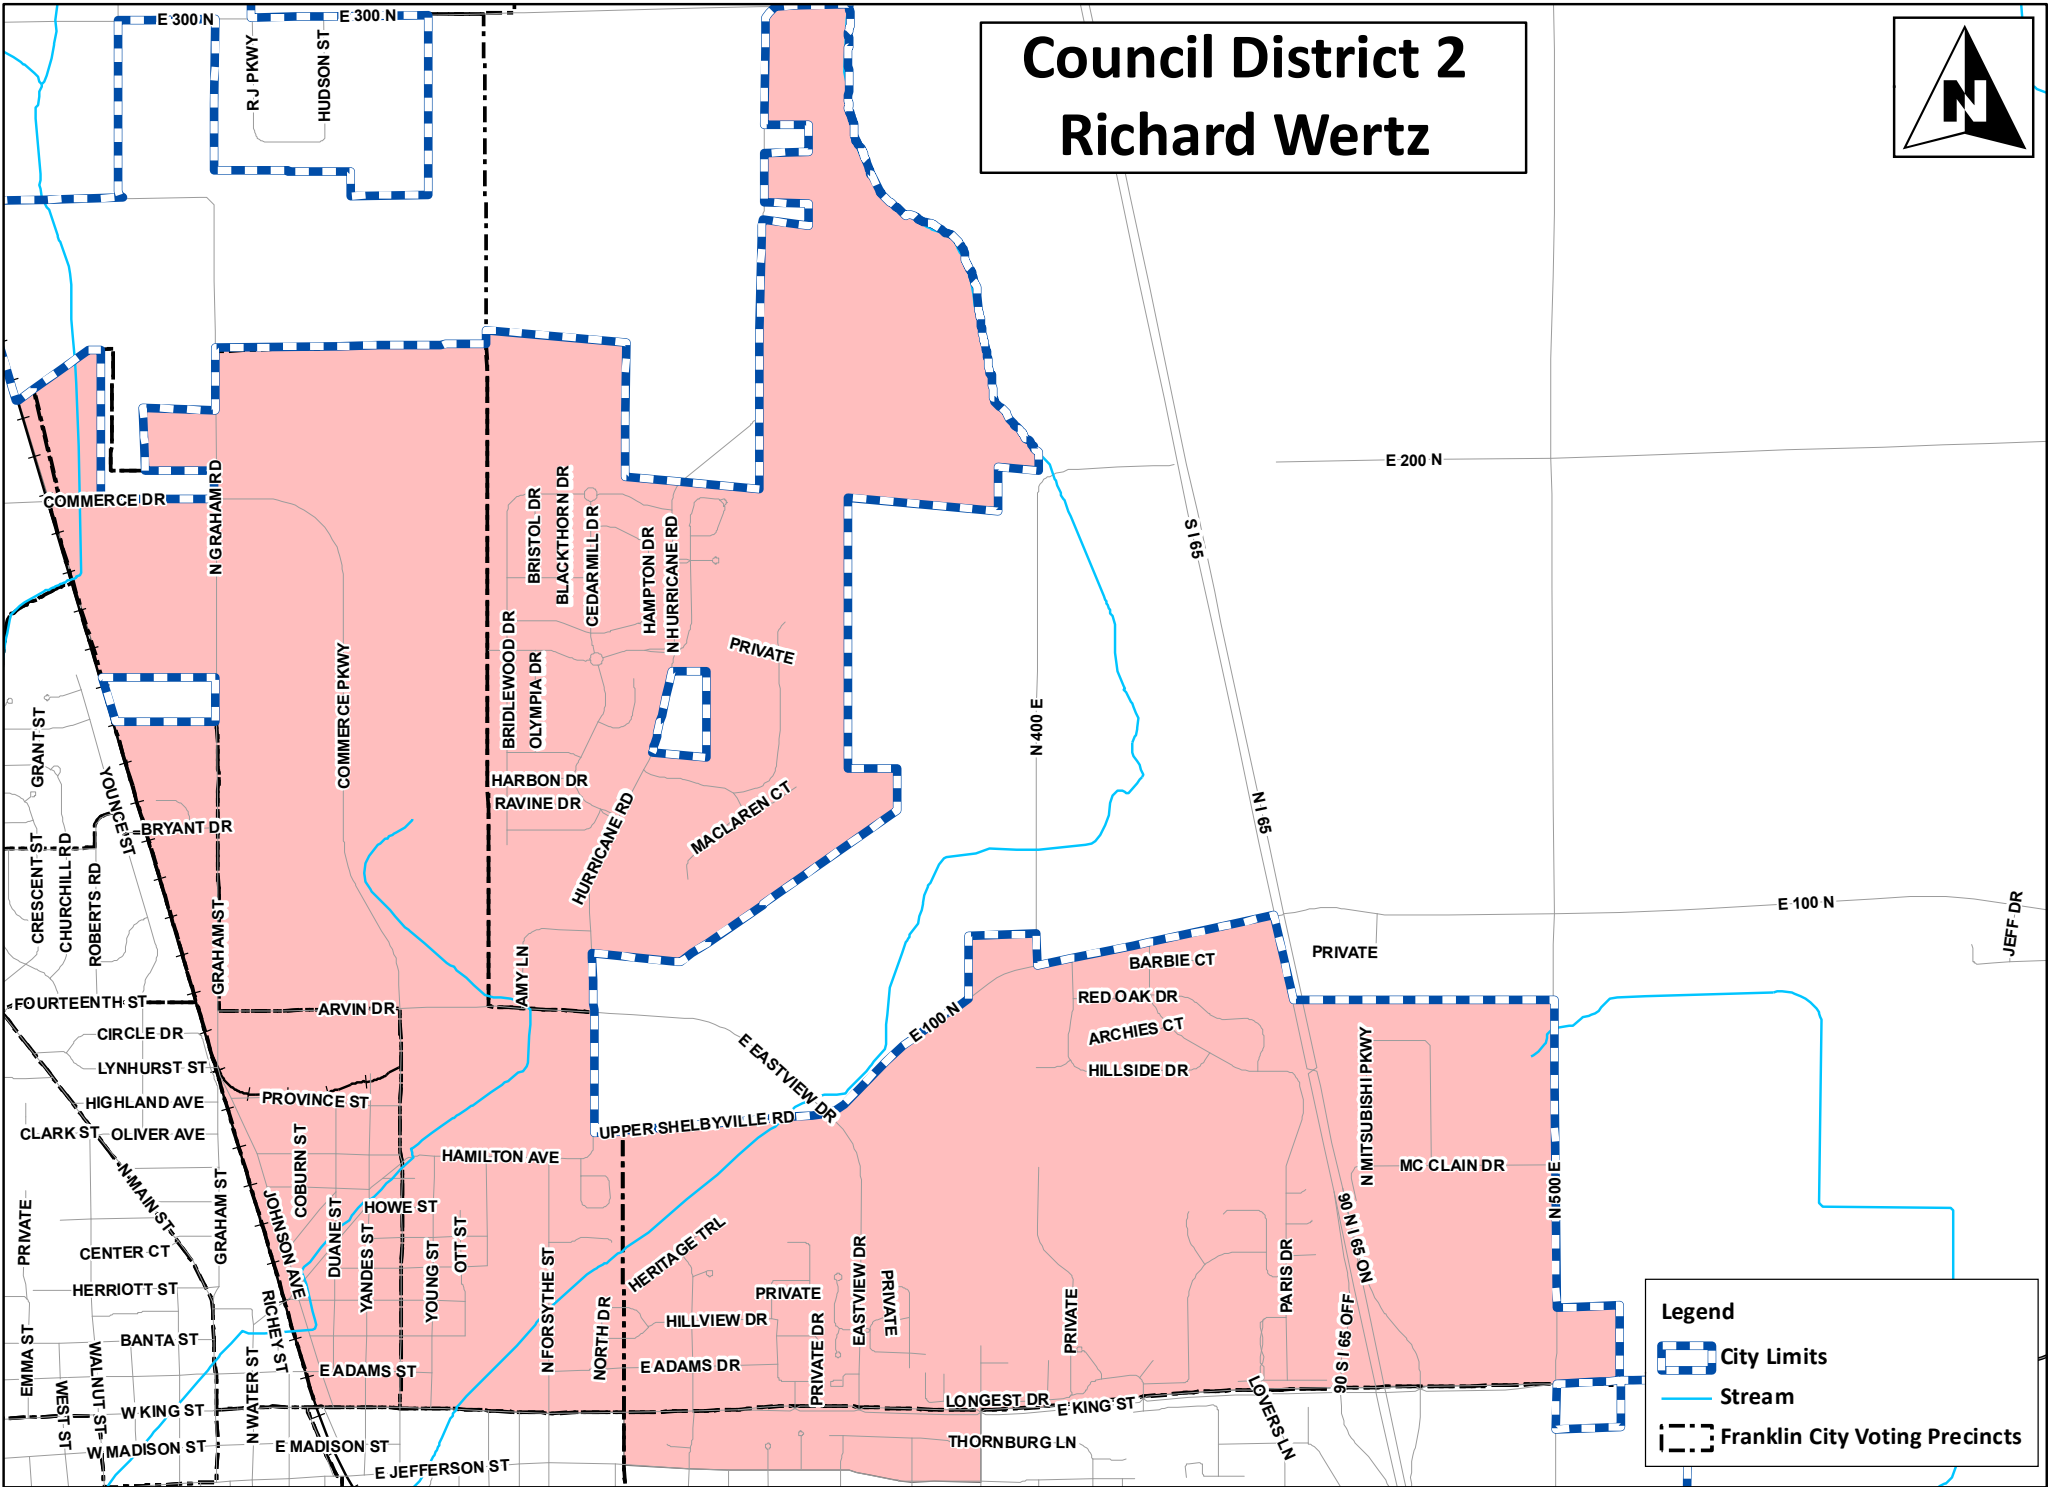 Council District 2
Richard Wertz
N
E 300 N
E 300 N
RJ PKWY
HUDSON ST
E 200 N
S I 65
COMMERCE DR
N GRAHAM RD
BRISTOL DR
BLACKTHORN DR
CEDARMILL DR
HAMPTON DR
N HURRICANE RD
BRIDLEWOOD DR
OLYMPIA DR
PRIVATE
COMMERCE PKWY
N 400 E
GRANT ST
YOUNCE ST
HARBON DR
RAVINE DR
HURRICANE RD
MACLAREN CT
N I 65
BRYANT DR
CRESCENT ST
CHURCHILL RD
ROBERTS RD
GRAHAM ST
AMY LN
E 100 N
JEFF DR
PRIVATE
BARBIE CT
RED OAK DR
ARCHIES CT
HILLSIDE DR
E 100 N
FOURTEENTH ST
ARVIN DR
CIRCLE DR
LYNHURST ST
E EASTVIEW DR
N MITSUBISHI PKWY
HIGHLAND AVE
PROVINCE ST
CLARK ST
OLIVER AVE
UPPER SHELBYVILLE RD
COBURN ST
HAMILTON AVE
MC CLAIN DR
N 500 E
N MAIN ST
GRAHAM ST
JOHNSON AVE
DUANE ST
YANDES ST
HOWE ST
YOUNG ST
OTT ST
PRIVATE
CENTER CT
HERRIOTT ST
N FORSYTHE ST
HERITAGE TRL
NORTH DR
PRIVATE
HILLVIEW DR
PRIVATE DR
EASTVIEW DR
PRIVATE
PRIVATE
PARIS DR
90 N I 65 ON
90 S I 65 OFF
EMMA ST
BANTA ST
WALNUT ST
WEST ST
RICHEY ST
N WATER ST
E ADAMS ST
E ADAMS DR
W KING ST
LONGEST DR
E KING ST
LOVERS LN
W MADISON ST
E MADISON ST
THORNBURG LN
E JEFFERSON ST
Legend
City Limits
Stream
Franklin City Voting Precincts